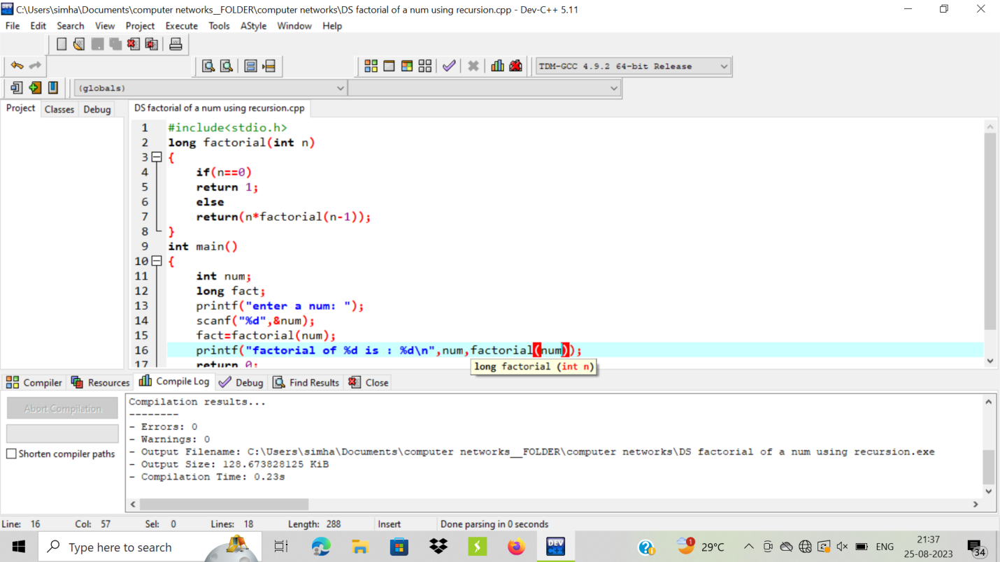 C:\Users\simha\Documents\computer networks__FOLDER\computer networks\DS factorial of a num using recursion.cpp - Dev-C++ 5.11
File Edit Search View Project Execute Tools AStyle Window Help
TDM-GCC 4.9.2 64-bit Release
(globals)
Project Classes Debug DS factorial of a num using recursion.cpp
1 #include<stdio.h>
2 long factorial(int n)
3 {
4 if(n==0)
5 return 1;
6 else
7 return(n*factorial(n-1));
8 }
9 int main()
10 {
11 int num;
12 long fact;
13 printf("enter a num: ");
14 scanf("%d",&num);
15 fact=factorial(num);
16 printf("factorial of %d is : %d\n",num,factorial(num));
17 return 0;
long factorial (int n)
Compiler Resources Compile Log Debug Find Results Close
Abort Compilation
Shorten compiler paths
Compilation results...
--------
- Errors: 0
- Warnings: 0
- Output Filename: C:\Users\simha\Documents\computer networks__FOLDER\computer networks\DS factorial of a num using recursion.exe
- Output Size: 128.673828125 KiB
- Compilation Time: 0.23s
Line: 16 Col: 57 Sel: 0 Lines: 18 Length: 288 Insert Done parsing in 0 seconds
Type here to search
DEV C++
1
29°C
ENG
21:37
25-08-2023
34